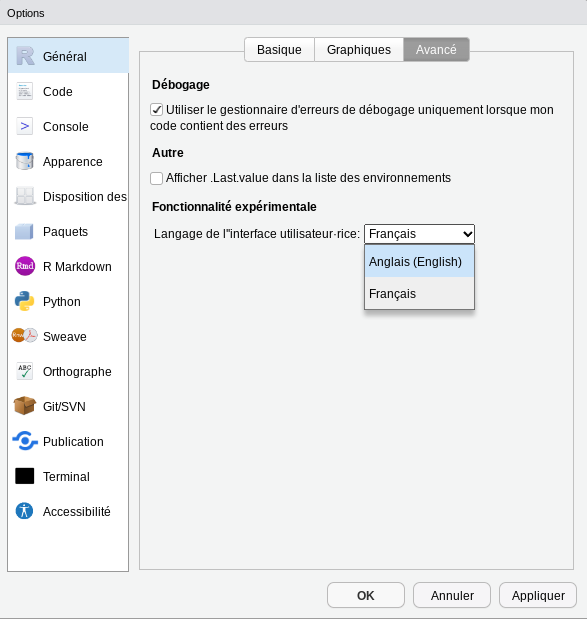 Options
Général
Code
Console
Apparence
Disposition des
Paquets
R Markdown
Python
Sweave
Orthographe
Git/SVN
Publication
Terminal
Accessibilité
Basique Graphiques Avancé
Débogage
Utiliser le gestionnaire d'erreurs de débogage uniquement lorsque mon
code contient des erreurs
Autre
Afficher .Last.value dans la liste des environnements
Fonctionnalité expérimentale
Langage de l''interface utilisateur·rice: Français
Anglais (English)
Français
OK Annuler Appliquer